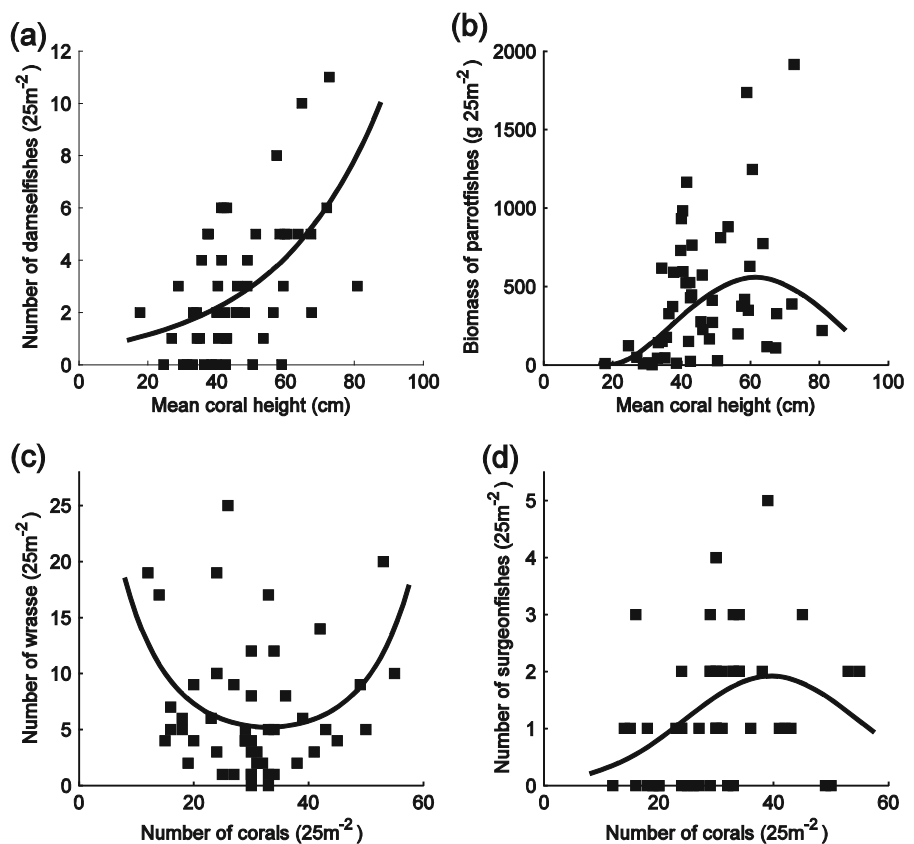 (a)
12
10
8
6
4
2
0
Number of damselfishes (25m⁻²)
0 20 40 60 80 100
Mean coral height (cm)
(b)
2000
1500
1000
500
0
Biomass of parrotfishes (g 25m⁻²)
0 20 40 60 80 100
Mean coral height (cm)
(c)
25
20
15
10
5
0
Number of wrasse (25m⁻²)
0 20 40 60
Number of corals (25m⁻²)
(d)
5
4
3
2
1
0
Number of surgeonfishes (25m⁻²)
0 20 40 60
Number of corals (25m⁻²)